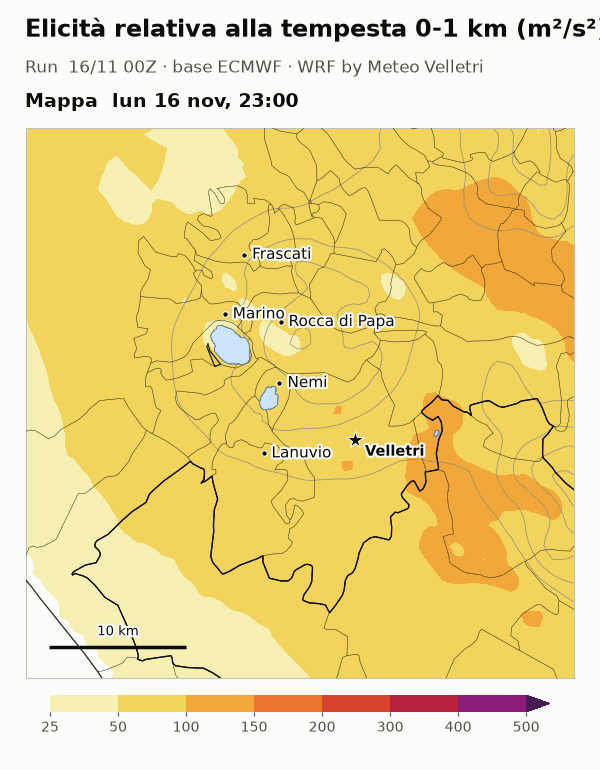 Elicità relativa alla tempesta 0-1 km (m²/s²)
Run 16/11 00Z · base ECMWF · WRF by Meteo Velletri
Mappa lun 16 nov, 23:00
Frascati
Marino
Rocca di Papa
Nemi
Velletri
Lanuvio
10 km
25 50 100 150 200 300 400 500